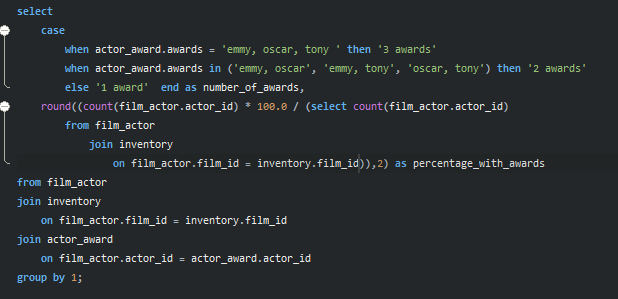 select
case
when actor_award.awards = 'emmy, oscar, tony ' then '3 awards'
when actor_award.awards in ('emmy, oscar', 'emmy, tony', 'oscar, tony') then '2 awards'
else '1 award'  end as number_of_awards,
round((count(film_actor.actor_id) * 100.0 / (select count(film_actor.actor_id)
from film_actor
join inventory
on film_actor.film_id = inventory.film_id)),2) as percentage_with_awards
from film_actor
join inventory
on film_actor.film_id = inventory.film_id
join actor_award
on film_actor.actor_id = actor_award.actor_id
group by 1;